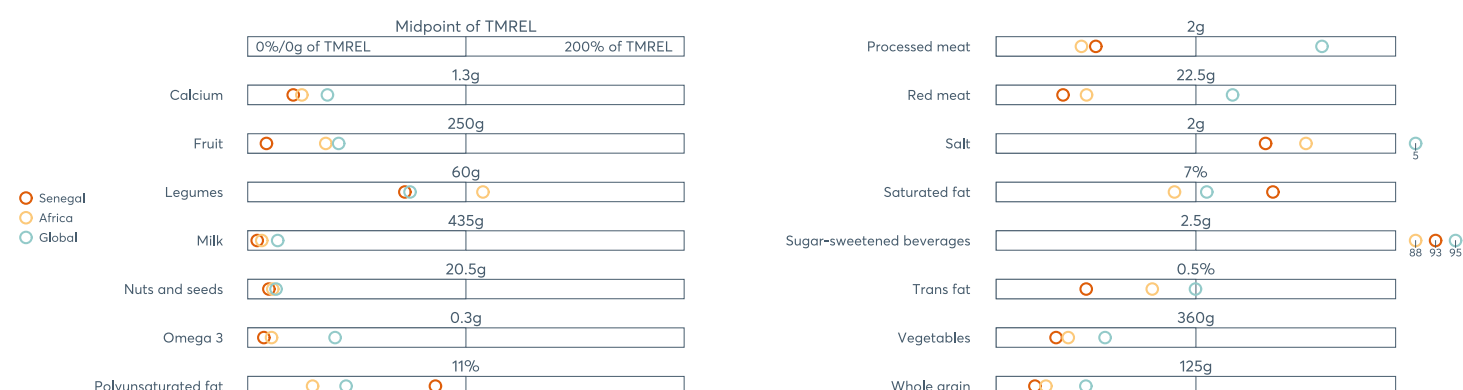 Midpoint of TMREL
0%/0g of TMREL 200% of TMREL
1.3g
Calcium
250g
Fruit
60g
Legumes
435g
Milk
20.5g
Nuts and seeds
0.3g
Omega 3
11%
Polyunsaturated fat
Senegal
Africa
Global
2g
Processed meat
22.5g
Red meat
2g
Salt
5
7%
Saturated fat
2.5g
Sugar-sweetened beverages
88 93 95
0.5%
Trans fat
360g
Vegetables
125g
Whole grain